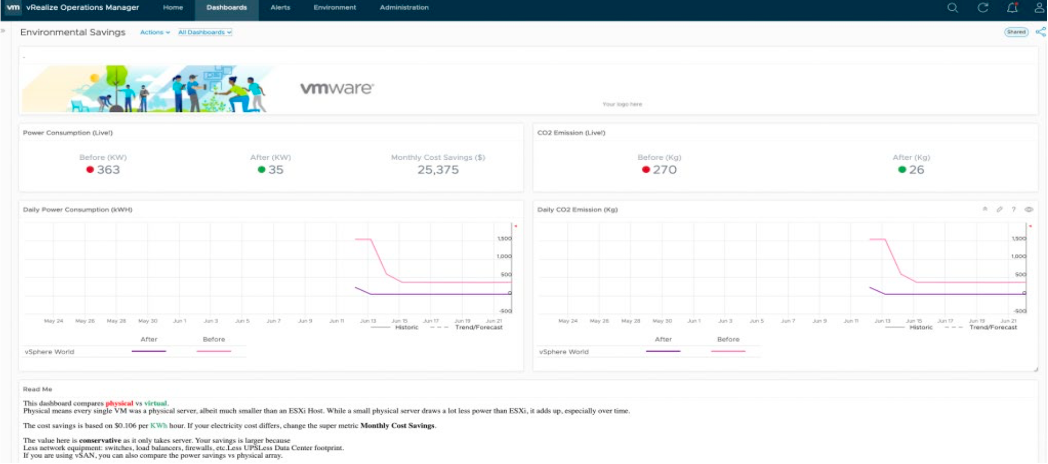 vm vRealize Operations Manager Home Dashboards Alerts Environment Administration
Environmental Savings Actions All Dashboards Shared
vmware
Your logo here
Power Consumption (Live!)
Before (KW) After (KW) Monthly Cost Savings ($)
363 35 25,375
CO2 Emission (Live!)
Before (Kg) After (Kg)
270 26
Daily Power Consumption (kWH)
1,500
1,000
500
0
-500
May 24 May 26 May 28 May 30 Jun 1 Jun 3 Jun 5 Jun 7 Jun 9 Jun 11 Jun 13 Jun 15 Jun 17 Jun 19 Jun 21
Historic Trend/Forecast
After Before
vSphere World
Daily CO2 Emission (Kg)
1,500
1,000
500
0
-500
May 24 May 26 May 28 May 30 Jun 1 Jun 3 Jun 5 Jun 7 Jun 9 Jun 11 Jun 13 Jun 15 Jun 17 Jun 19 Jun 21
Historic Trend/Forecast
After Before
vSphere World
Read Me
This dashboard compares physical vs virtual.
Physical means every single VM was a physical server, albeit much smaller than an ESXi Host. While a small physical server draws a lot less power than ESXi, it adds up, especially over time.
The cost savings is based on $0.106 per KWh hour. If your electricity cost differs, change the super metric Monthly Cost Savings.
The value here is conservative as it only takes server. Your savings is larger because
Less network equipment: switches, load balancers, firewalls, etc.Less UPSLess Data Center footprint.
If you are using vSAN, you can also compare the power savings vs physical array.